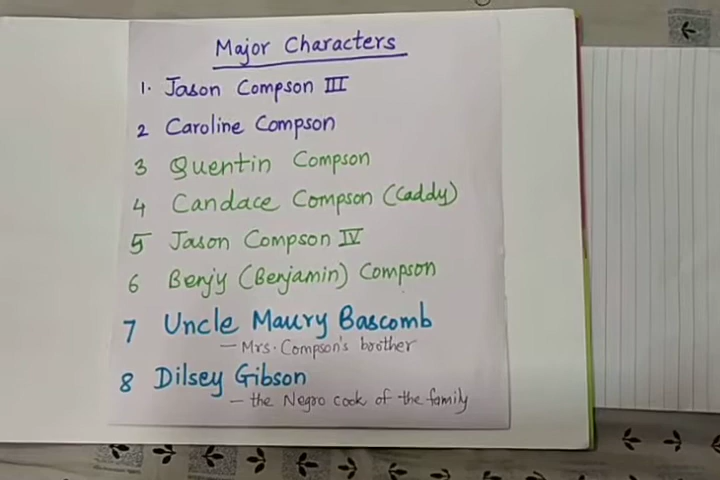 Major Characters
1. Jason Compson III
2 Caroline Compson
3 Quentin Compson
4 Candace Compson (Caddy)
5 Jason Compson IV
6 Benjy (Benjamin) Compson
7 Uncle Maury Bascomb
— Mrs. Compson's brother
8 Dilsey Gibson
— the Negro cook of the family